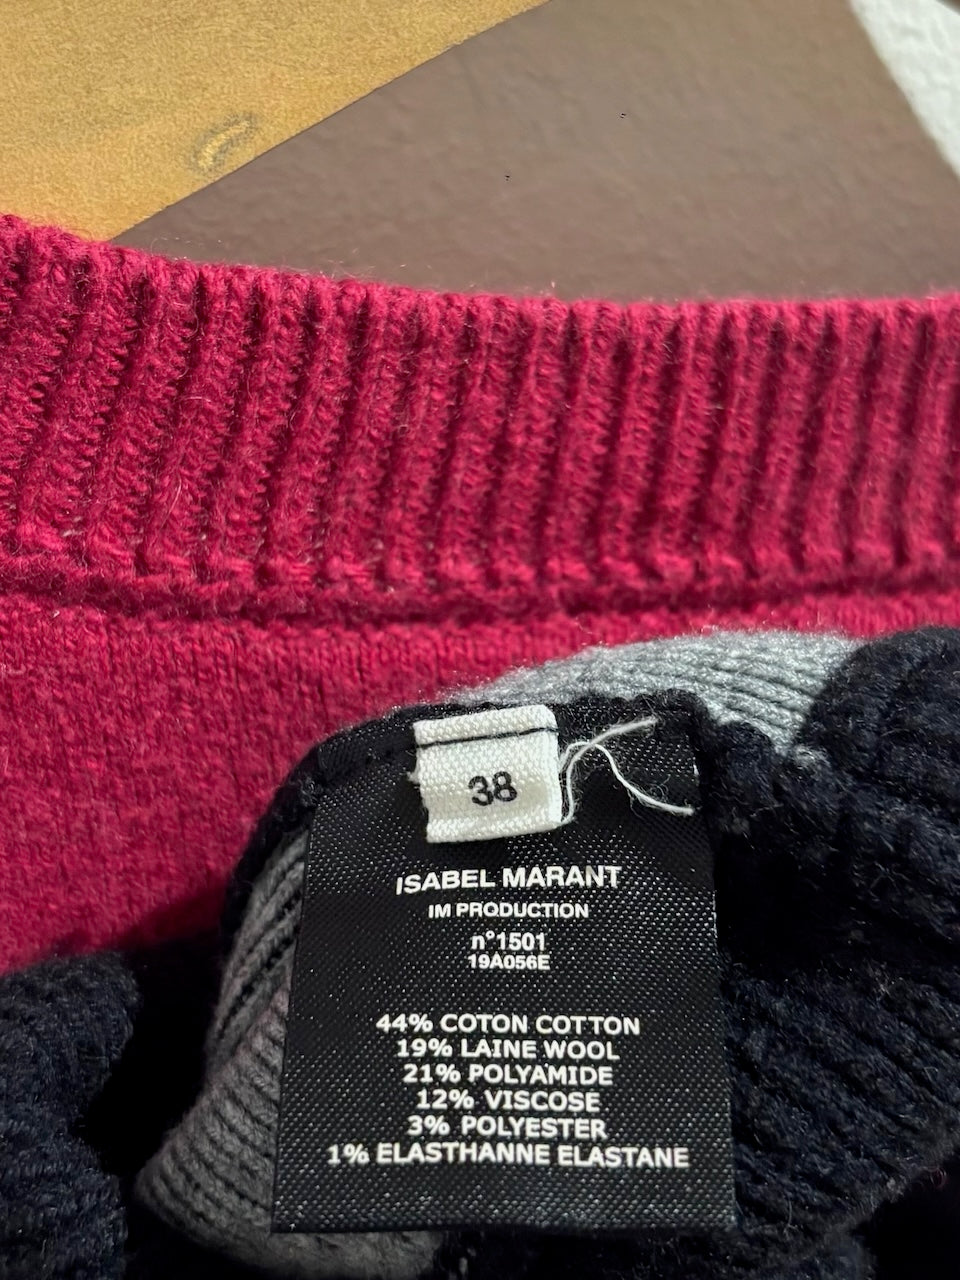 38
ISABEL MARANT
IM PRODUCTION
n°1501
19A056E
44% COTON COTTON
19% LAINE WOOL
21% POLYAMIDE
12% VISCOSE
3% POLYESTER
1% ELASTHANNE ELASTANE